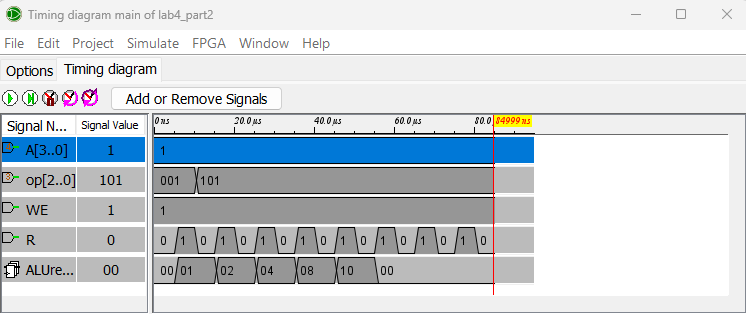 Timing diagram main of lab4_part2
File Edit Project Simulate FPGA Window Help
Options Timing diagram
Add or Remove Signals
Signal N... Signal Value 0 ns 20.0 µs 40.0 µs 60.0 µs 80.0 84999 ns
A[3..0] 1 1
op[2..0] 101 001 101
WE 1 1
R 0 0 1 0 1 0 1 0 1 0 1 0 1 0 1 0 1 0
ALUre... 00 00 01 02 04 08 10 00